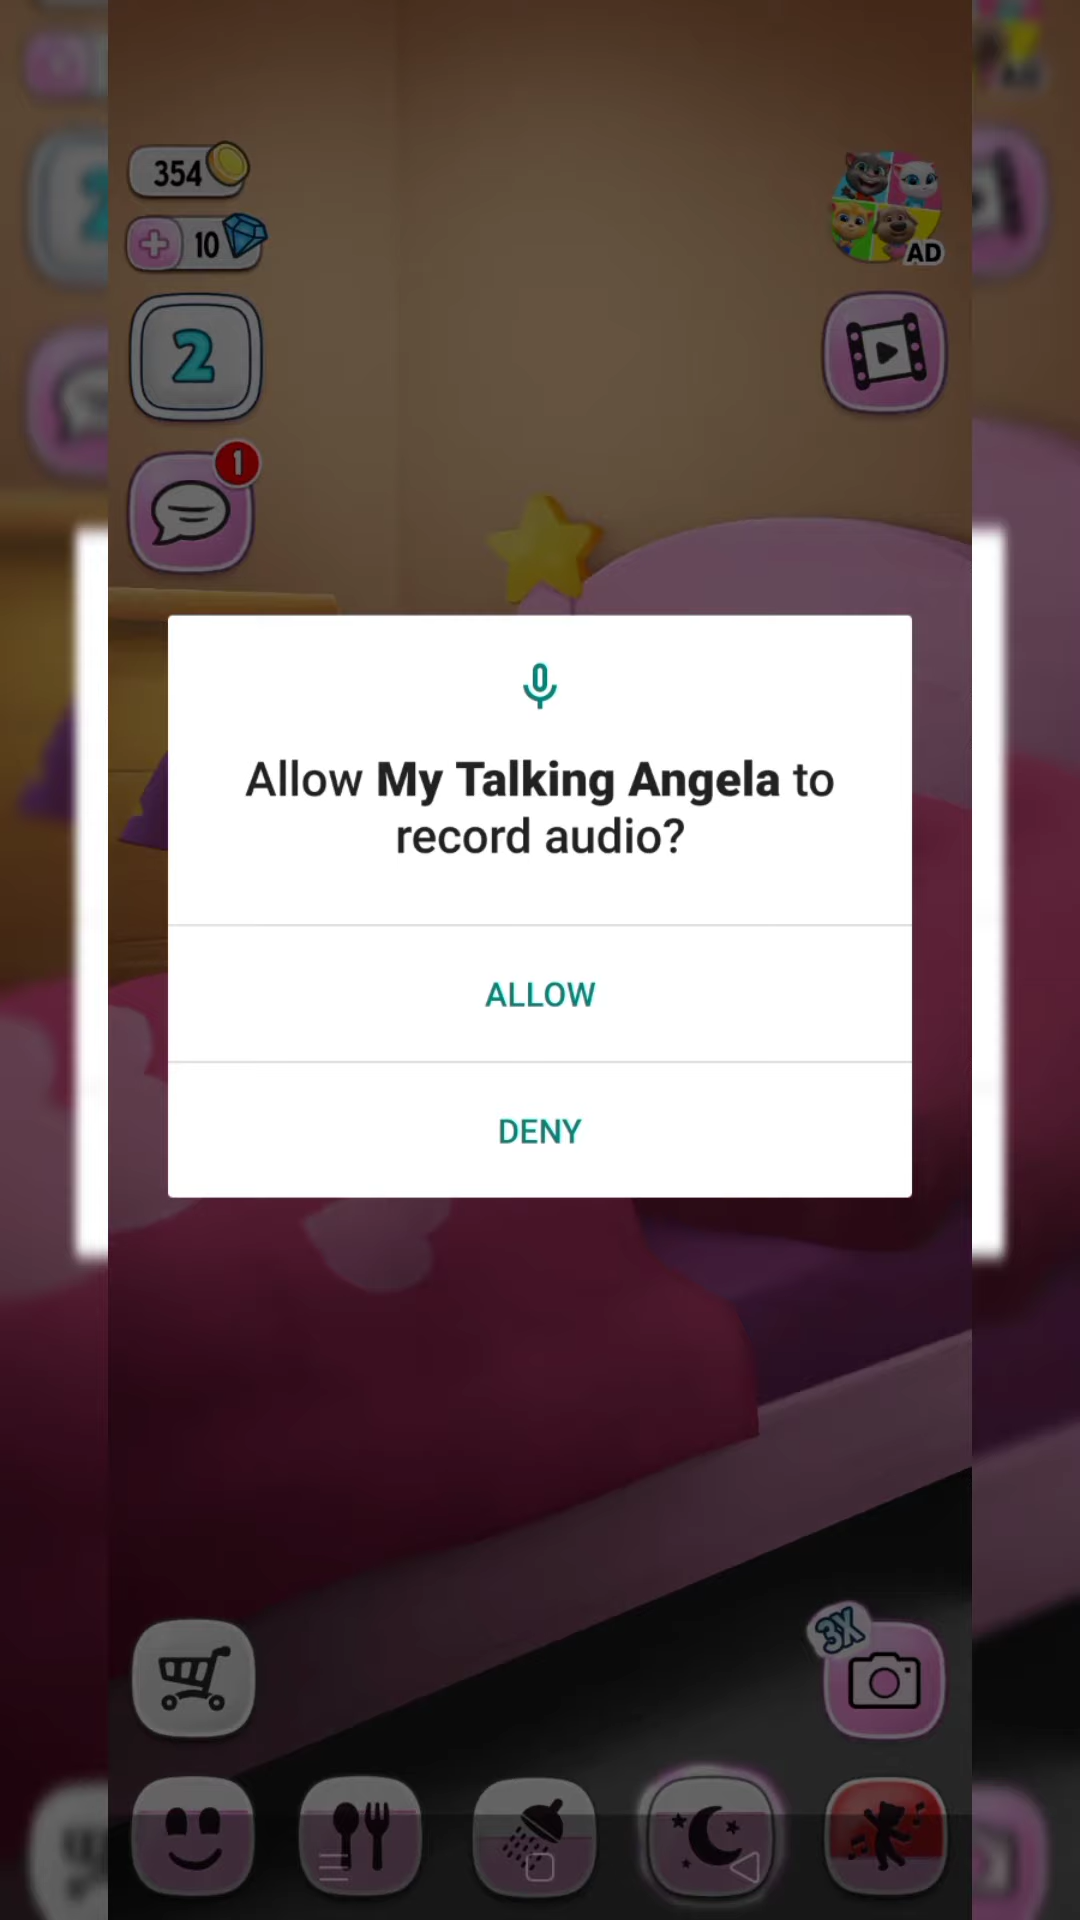 354
10
AD
2
1
Allow My Talking Angela to
record audio?
ALLOW
DENY
3X